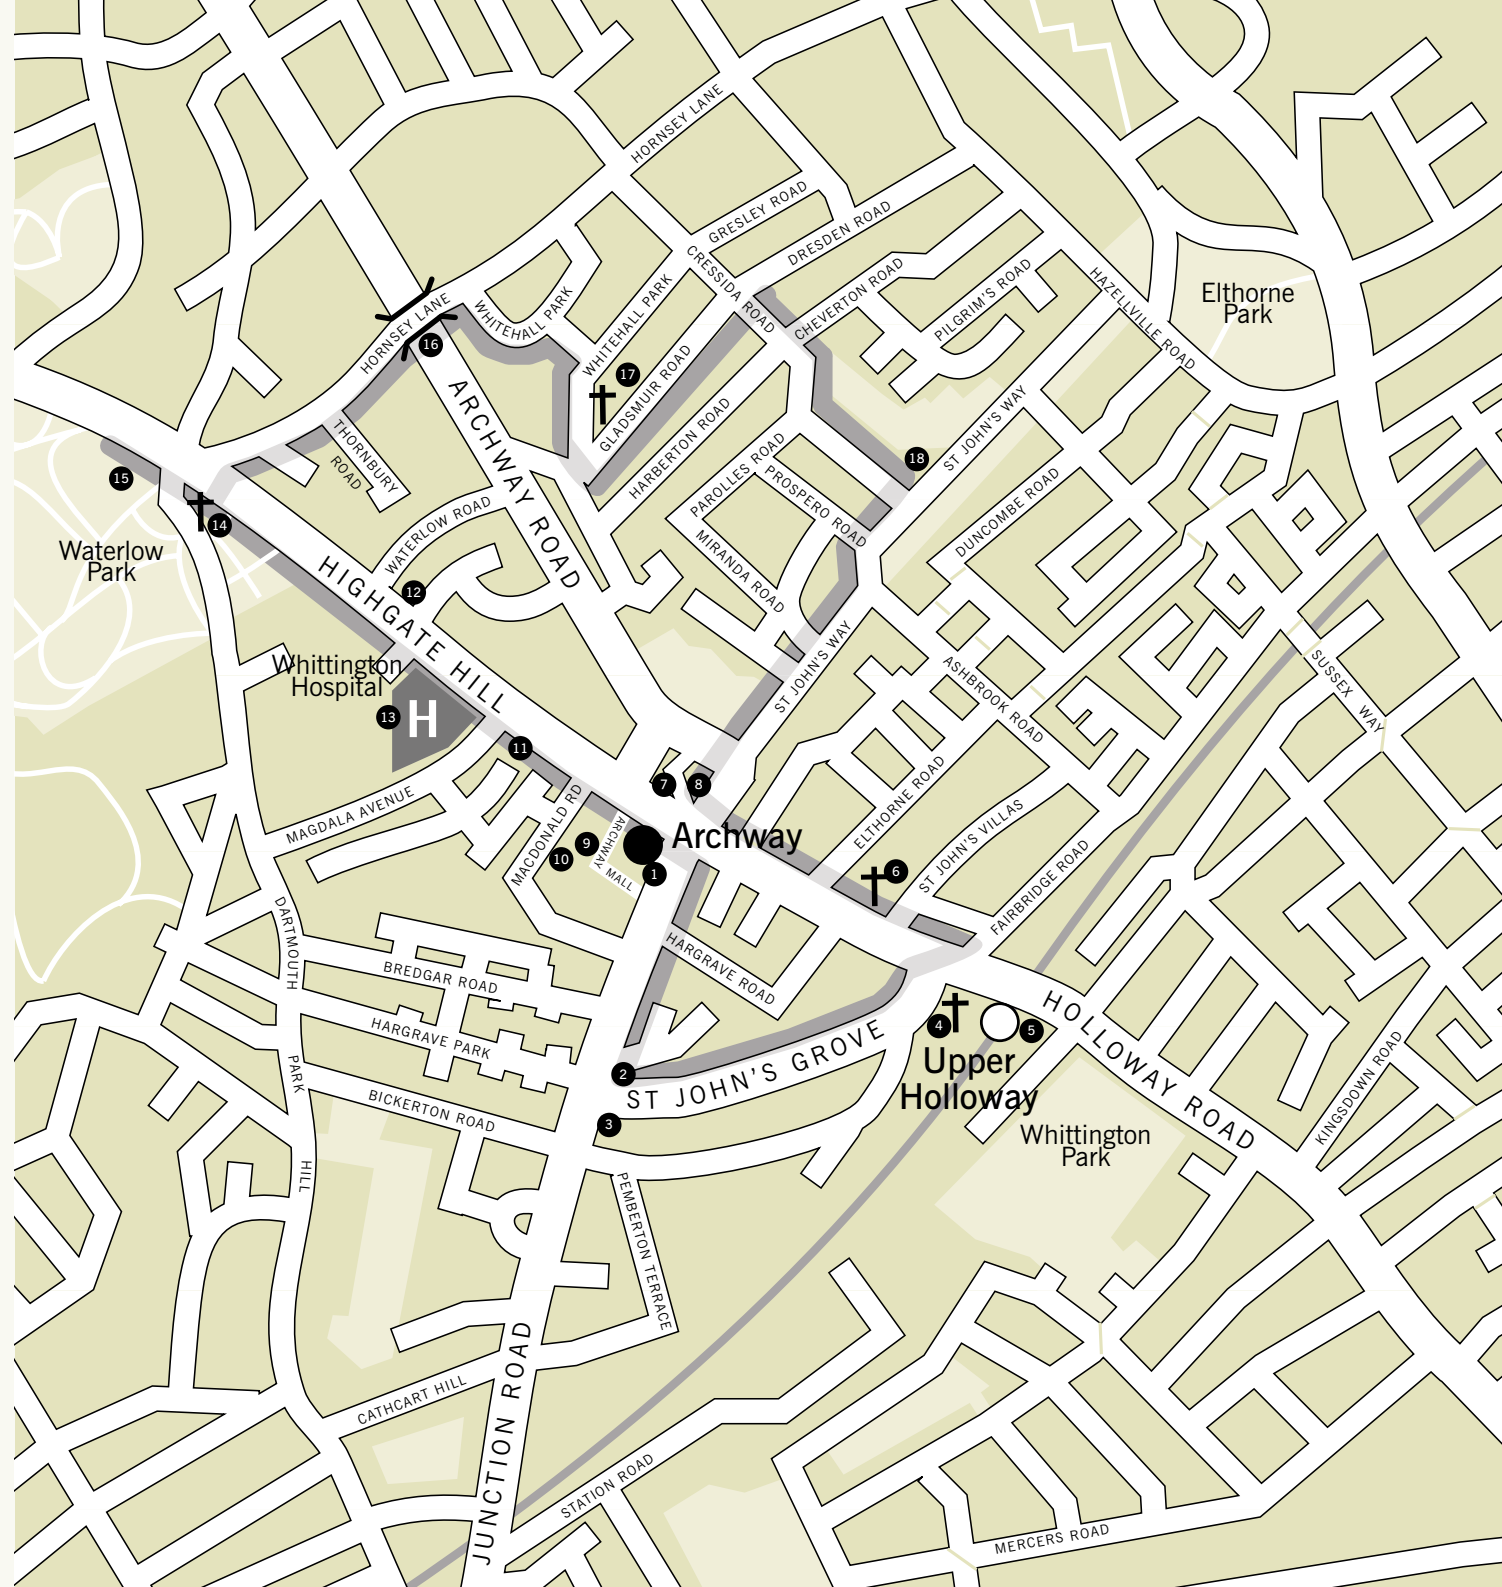 HORNSEY LANE
GRESLEY ROAD
DRESDEN ROAD
CRESSIDA ROAD
CHEVERTON ROAD
PILGRIM'S ROAD
HAZELLVILLE ROAD
Elthorne
Park
HORNSEY LANE
WHITEHALL PARK
WHITEHALL PARK
16
17
GLADSMUIR ROAD
HARBERTON ROAD
ARCHWAY ROAD
THORNBURY
ROAD
PAROLLES ROAD
PROSPERO ROAD
MIRANDA ROAD
18
ST JOHN'S WAY
DUNCOMBE ROAD
15
14
Waterlow
Park
WATERLOW ROAD
12
HIGHGATE HILL
Whittington
Hospital
13
H
11
ST JOHN'S WAY
ASHBROOK ROAD
SUSSEX WAY
7
8
Archway
MAGDALA AVENUE
MACDONALD RD
ARCHWAY
MALL
9
10
1
ELTHORNE ROAD
ST JOHN'S VILLAS
6
FAIRBRIDGE ROAD
DARTMOUTH
PARK
HILL
BREDGAR ROAD
HARGRAVE PARK
BICKERTON ROAD
HARGRAVE ROAD
2
3
ST JOHN'S GROVE
4
5
Upper
Holloway
HOLLOWAY ROAD
Whittington
Park
KINGSDOWN ROAD
PEMBERTON TERRACE
CATHCART HILL
JUNCTION ROAD
STATION ROAD
MERCERS ROAD